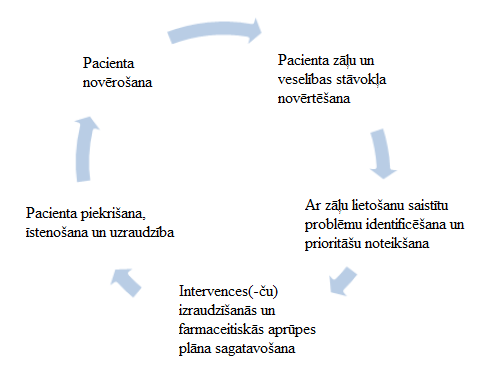 Pacienta
novērošana
Pacienta zāļu un
veselības stāvokļa
novērtēšana
Ar zāļu lietošanu saistītu
problēmu identificēšana un
prioritāšu noteikšana
Intervences(-ču)
izraudzīšanās un
farmaceitiskās aprūpes
plāna sagatavošana
Pacienta piekrišana,
īstenošana un uzraudzība